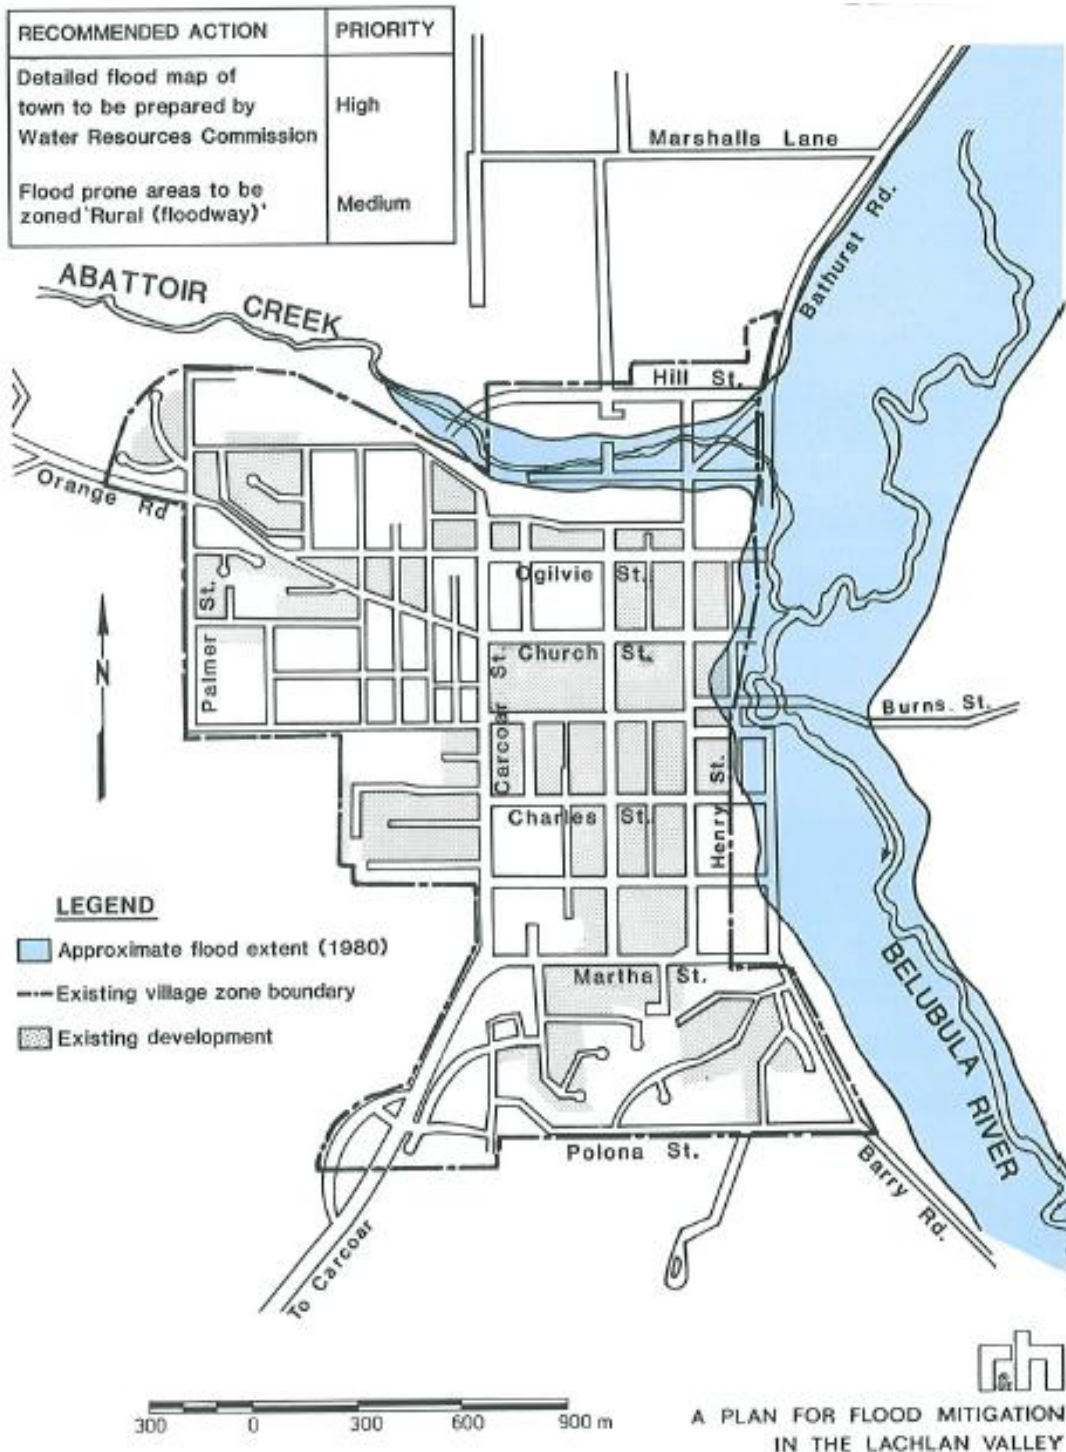 RECOMMENDED ACTION PRIORITY
Detailed flood map of
town to be prepared by High
Water Resources Commission
Flood prone areas to be
zoned 'Rural (floodway)' Medium
Marshalls Lane
Bathurst Rd.
ABATTOIR CREEK
Hill St.
Orange Rd
Ogilvie St.
Palmer St.
N
Church St.
Carcoar St.
Burns. St.
Henry St.
Charles St.
LEGEND
Approximate flood extent (1980)
Existing village zone boundary
Existing development
Martha St.
BELUBULA RIVER
Polona St.
Barry Rd.
To Carcoar
300 0 300 600 900 m
A PLAN FOR FLOOD MITIGATION
IN THE LACHLAN VALLEY